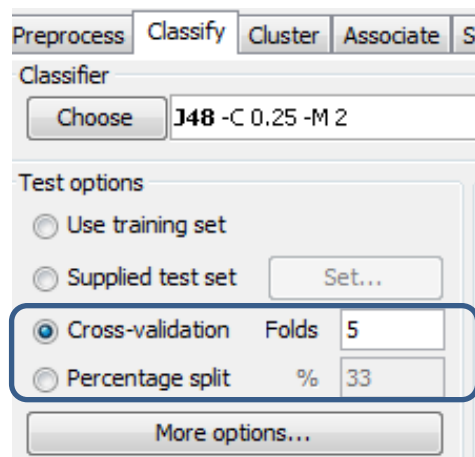 Preprocess Classify Cluster Associate S
Classifier
Choose J48 -C 0.25 -M 2
Test options
Use training set
Supplied test set Set...
Cross-validation Folds 5
Percentage split % 33
More options...